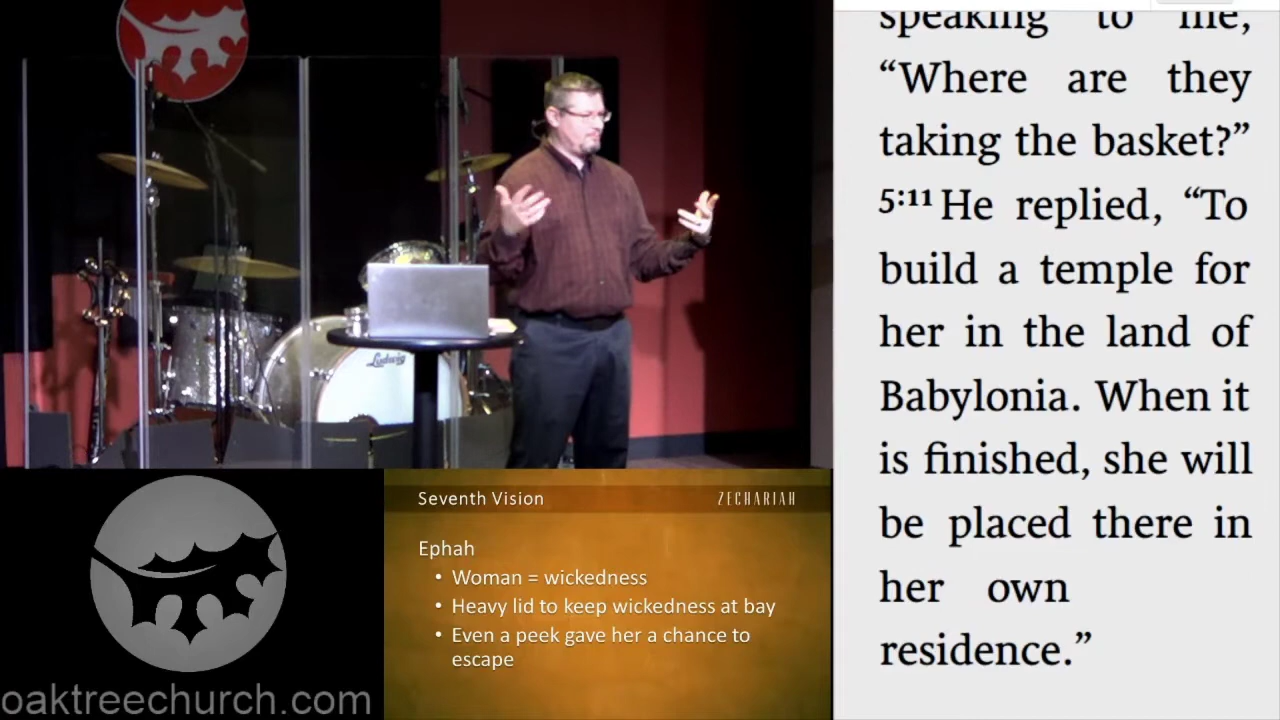 speaking to me,
“Where are they
taking the basket?”
5:11 He replied, “To
build a temple for
her in the land of
Babylonia. When it
is finished, she will
be placed there in
her own
residence.”
Ludwig
Seventh Vision
ZECHARIAH
Ephah
• Woman = wickedness
• Heavy lid to keep wickedness at bay
• Even a peek gave her a chance to
escape
oaktreechurch.com